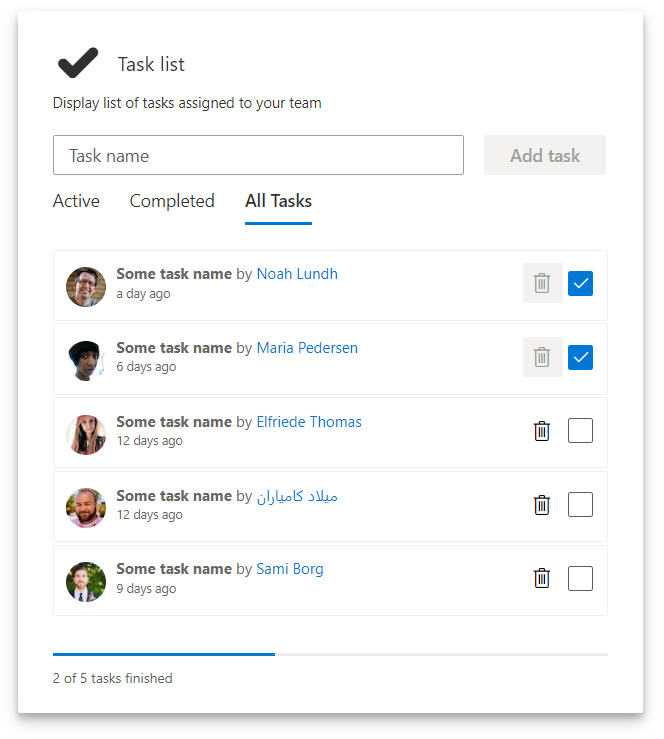 Task list
Display list of tasks assigned to your team
Task name
Add task
Active Completed All Tasks
Some task name by Noah Lundh
a day ago
Some task name by Maria Pedersen
6 days ago
Some task name by Elfriede Thomas
12 days ago
Some task name by میلاد کامیاران
12 days ago
Some task name by Sami Borg
9 days ago
2 of 5 tasks finished